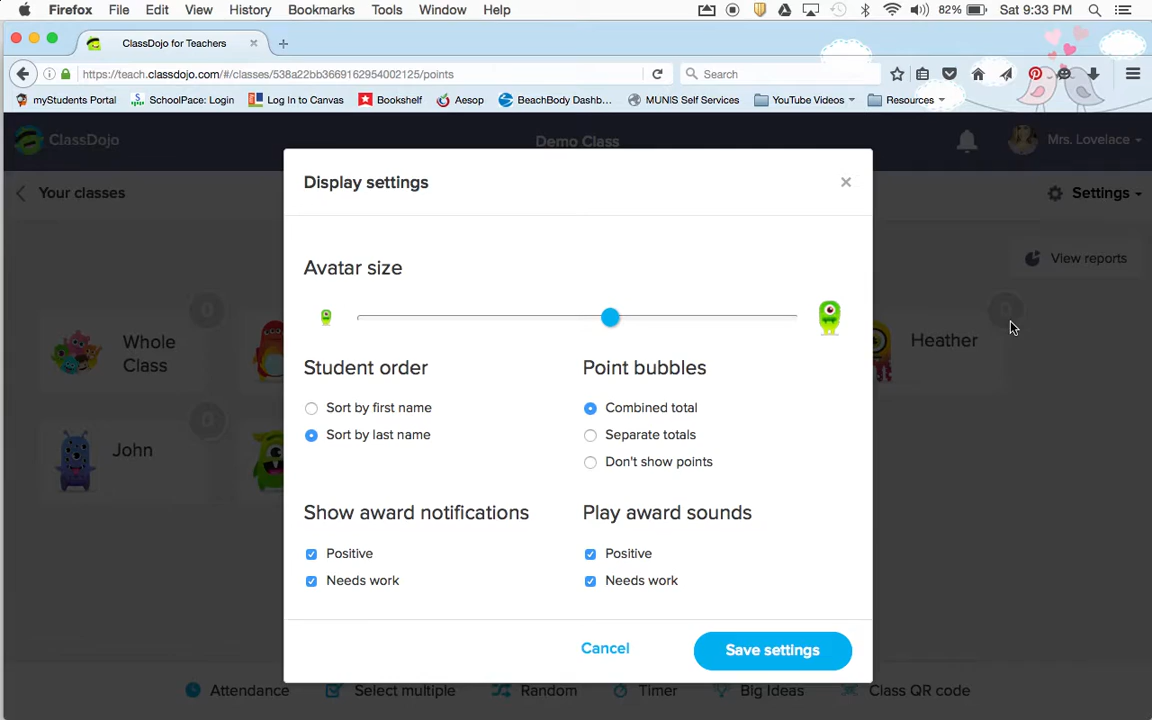 Firefox File Edit View History Bookmarks Tools Window Help 82% Sat 9:33 PM
ClassDojo for Teachers
https://teach.classdojo.com/#/classes/538a22bb3669162954002125/points Search
myStudents Portal SchoolPace: Login Log In to Canvas Bookshelf Aesop BeachBody Dashb... MUNIS Self Services YouTube Videos Resources
ClassDojo Demo Class Mrs. Lovelace
Your classes Settings
Display settings
View reports
Avatar size
0 0
Whole Class
Heather
Student order Point bubbles
Sort by first name Combined total
0
Sort by last name Separate totals
John
Don't show points
Show award notifications Play award sounds
Positive Positive
Needs work Needs work
Cancel Save settings
Attendance Select multiple Random Timer Big Ideas Class QR code